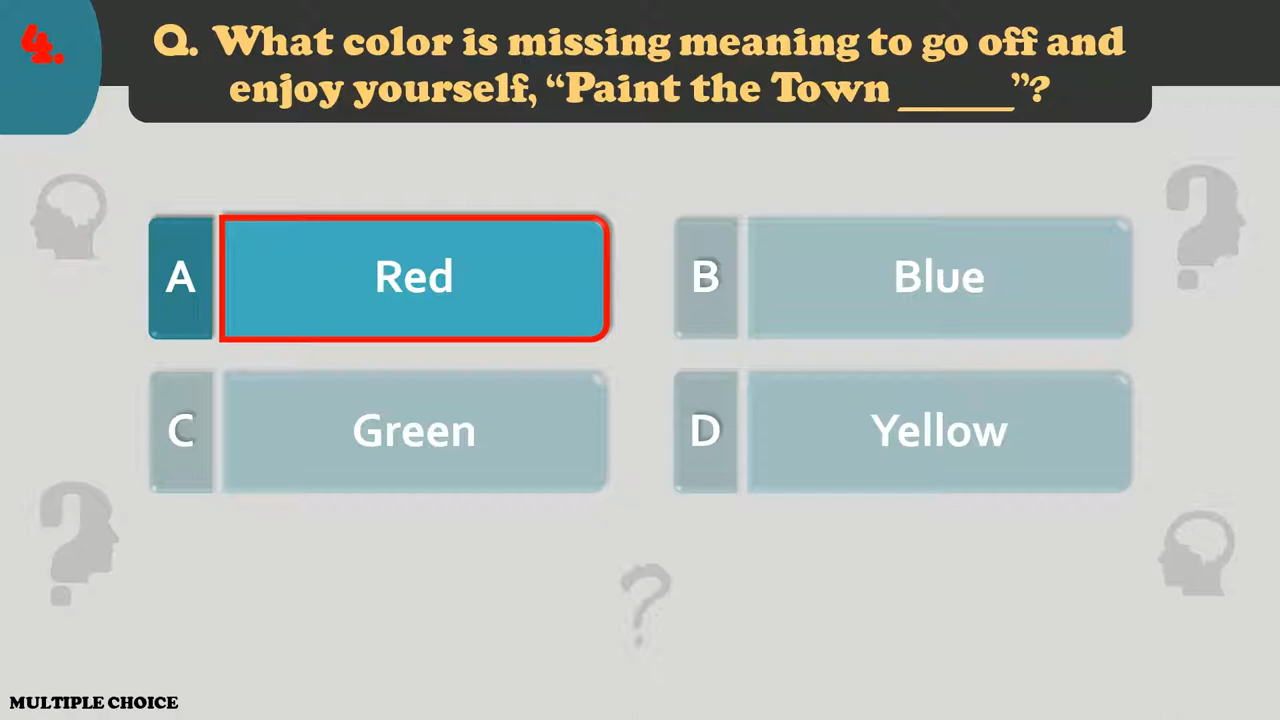 4.
Q. What color is missing meaning to go off and
enjoy yourself, “Paint the Town _____”?
A Red
B Blue
C Green
D Yellow
MULTIPLE CHOICE